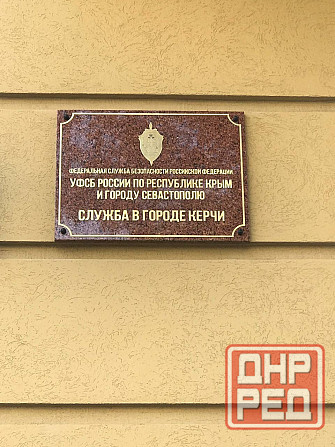 ФЕДЕРАЛЬНАЯ СЛУЖБА БЕЗОПАСНОСТИ РОССИЙСКОЙ ФЕДЕРАЦИИ
УФСБ РОССИИ ПО РЕСПУБЛИКЕ КРЫМ
И ГОРОДУ СЕВАСТОПОЛЮ
СЛУЖБА В ГОРОДЕ КЕРЧИ
ДНР
РЕД